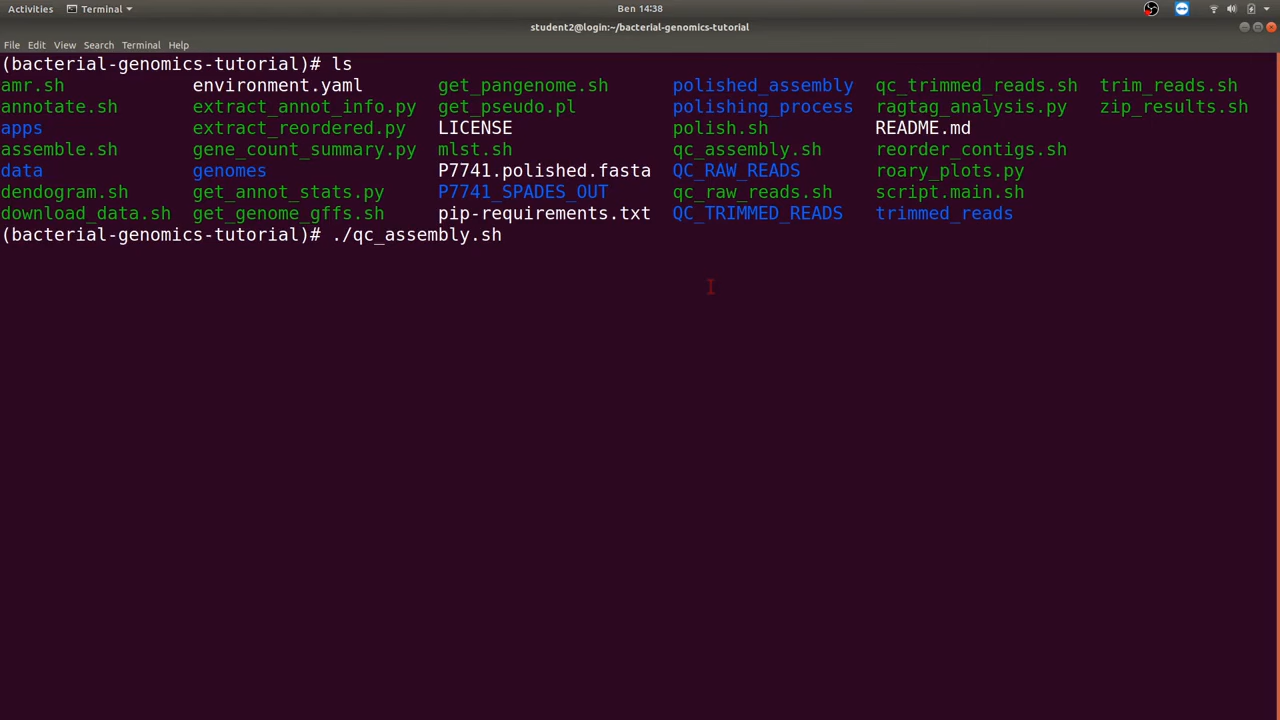 Activities Terminal Ben 14:38
student2@login:~/bacterial-genomics-tutorial
File Edit View Search Terminal Help
(bacterial-genomics-tutorial)# ls
amr.sh environment.yaml get_pangenome.sh polished_assembly qc_trimmed_reads.sh trim_reads.sh
annotate.sh extract_annot_info.py get_pseudo.pl polishing_process ragtag_analysis.py zip_results.sh
apps extract_reordered.py LICENSE polish.sh README.md
assemble.sh gene_count_summary.py mlst.sh qc_assembly.sh reorder_contigs.sh
data genomes P7741.polished.fasta QC_RAW_READS roary_plots.py
dendogram.sh get_annot_stats.py P7741_SPADES_OUT qc_raw_reads.sh script.main.sh
download_data.sh get_genome_gffs.sh pip-requirements.txt QC_TRIMMED_READS trimmed_reads
(bacterial-genomics-tutorial)# ./qc_assembly.sh